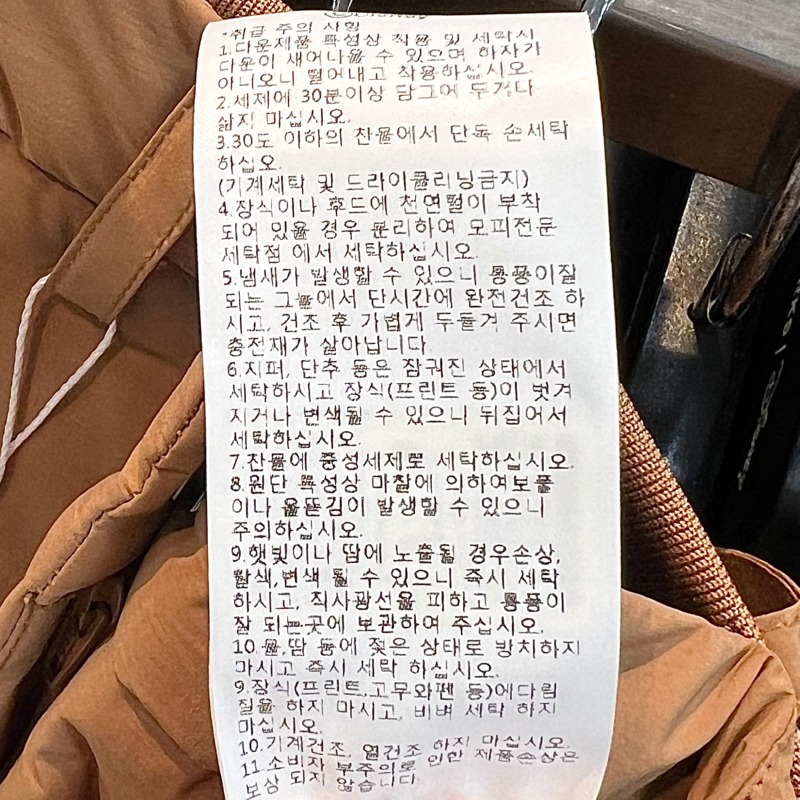 *취급 주의 사항
1.다운제품 특성상 착용 및 세탁시
다운이 새어나올 수 있으며 하자가
아니오니 털어내고 착용하십시오.
2.세제에 30분이상 담그어 두거나
삶지 마십시오.
3.30도 이하의 찬물에서 단독 손세탁
하십시오.
(기계세탁 및 드라이클리닝금지)
4.장식이나 후드에 천연털이 부착
되어 있을 경우 분리하여 모피전문
세탁점 에서 세탁하십시오.
5.냄새가 발생할 수 있으니 통풍이잘
되는 그늘에서 단시간에 완전건조 하
시고, 건조 후 가볍게 두들겨 주시면
충전재가 살아납니다.
6.지퍼, 단추 등은 잠궈진 상태에서
세탁하시고 장식(프린트 등)이 벗겨
지거나 변색될 수 있으니 뒤집어서
세탁하십시오.
7.찬물에 중성세제로 세탁하십시오.
8.원단 특성상 마찰에 의하여보풀
이나 올뜯김이 발생할 수 있으니
주의하십시오.
9.햇빛이나 땀에 노출될 경우손상,
탈색,변색 될 수 있으니 즉시 세탁
하시고, 직사광선을 피하고 통풍이
잘 되는곳에 보관하여 주십시오.
10.물,땀 등에 젖은 상태로 방치하지
마시고 즉시 세탁 하십시오.
9.장식(프린트,고무와펜 등)에다림
질을 하지 마시고, 비벼 세탁 하지
마십시오.
10.기계건조, 열건조 하지 마십시오.
11.소비자 부주의로 인한 제품손상은
보상 되지 않습니다.